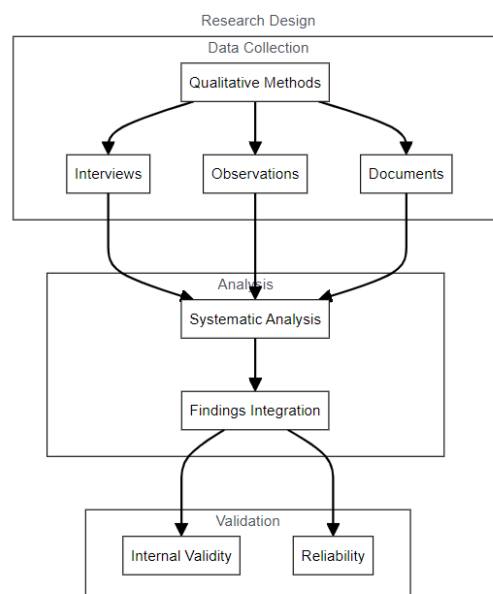 Research Design
Data Collection
Qualitative Methods
Interviews
Observations
Documents
Analysis
Systematic Analysis
Findings Integration
Validation
Internal Validity
Reliability